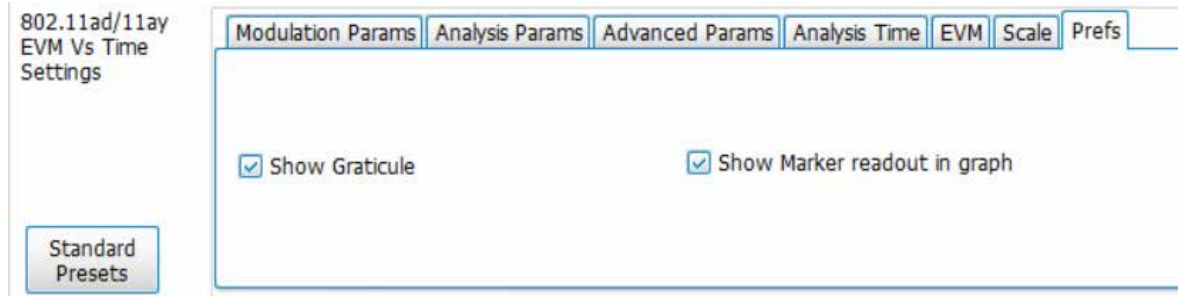 802.11ad/11ay
EVM Vs Time
Settings
Modulation Params Analysis Params Advanced Params Analysis Time EVM Scale Prefs
Show Graticule Show Marker readout in graph
Standard
Presets